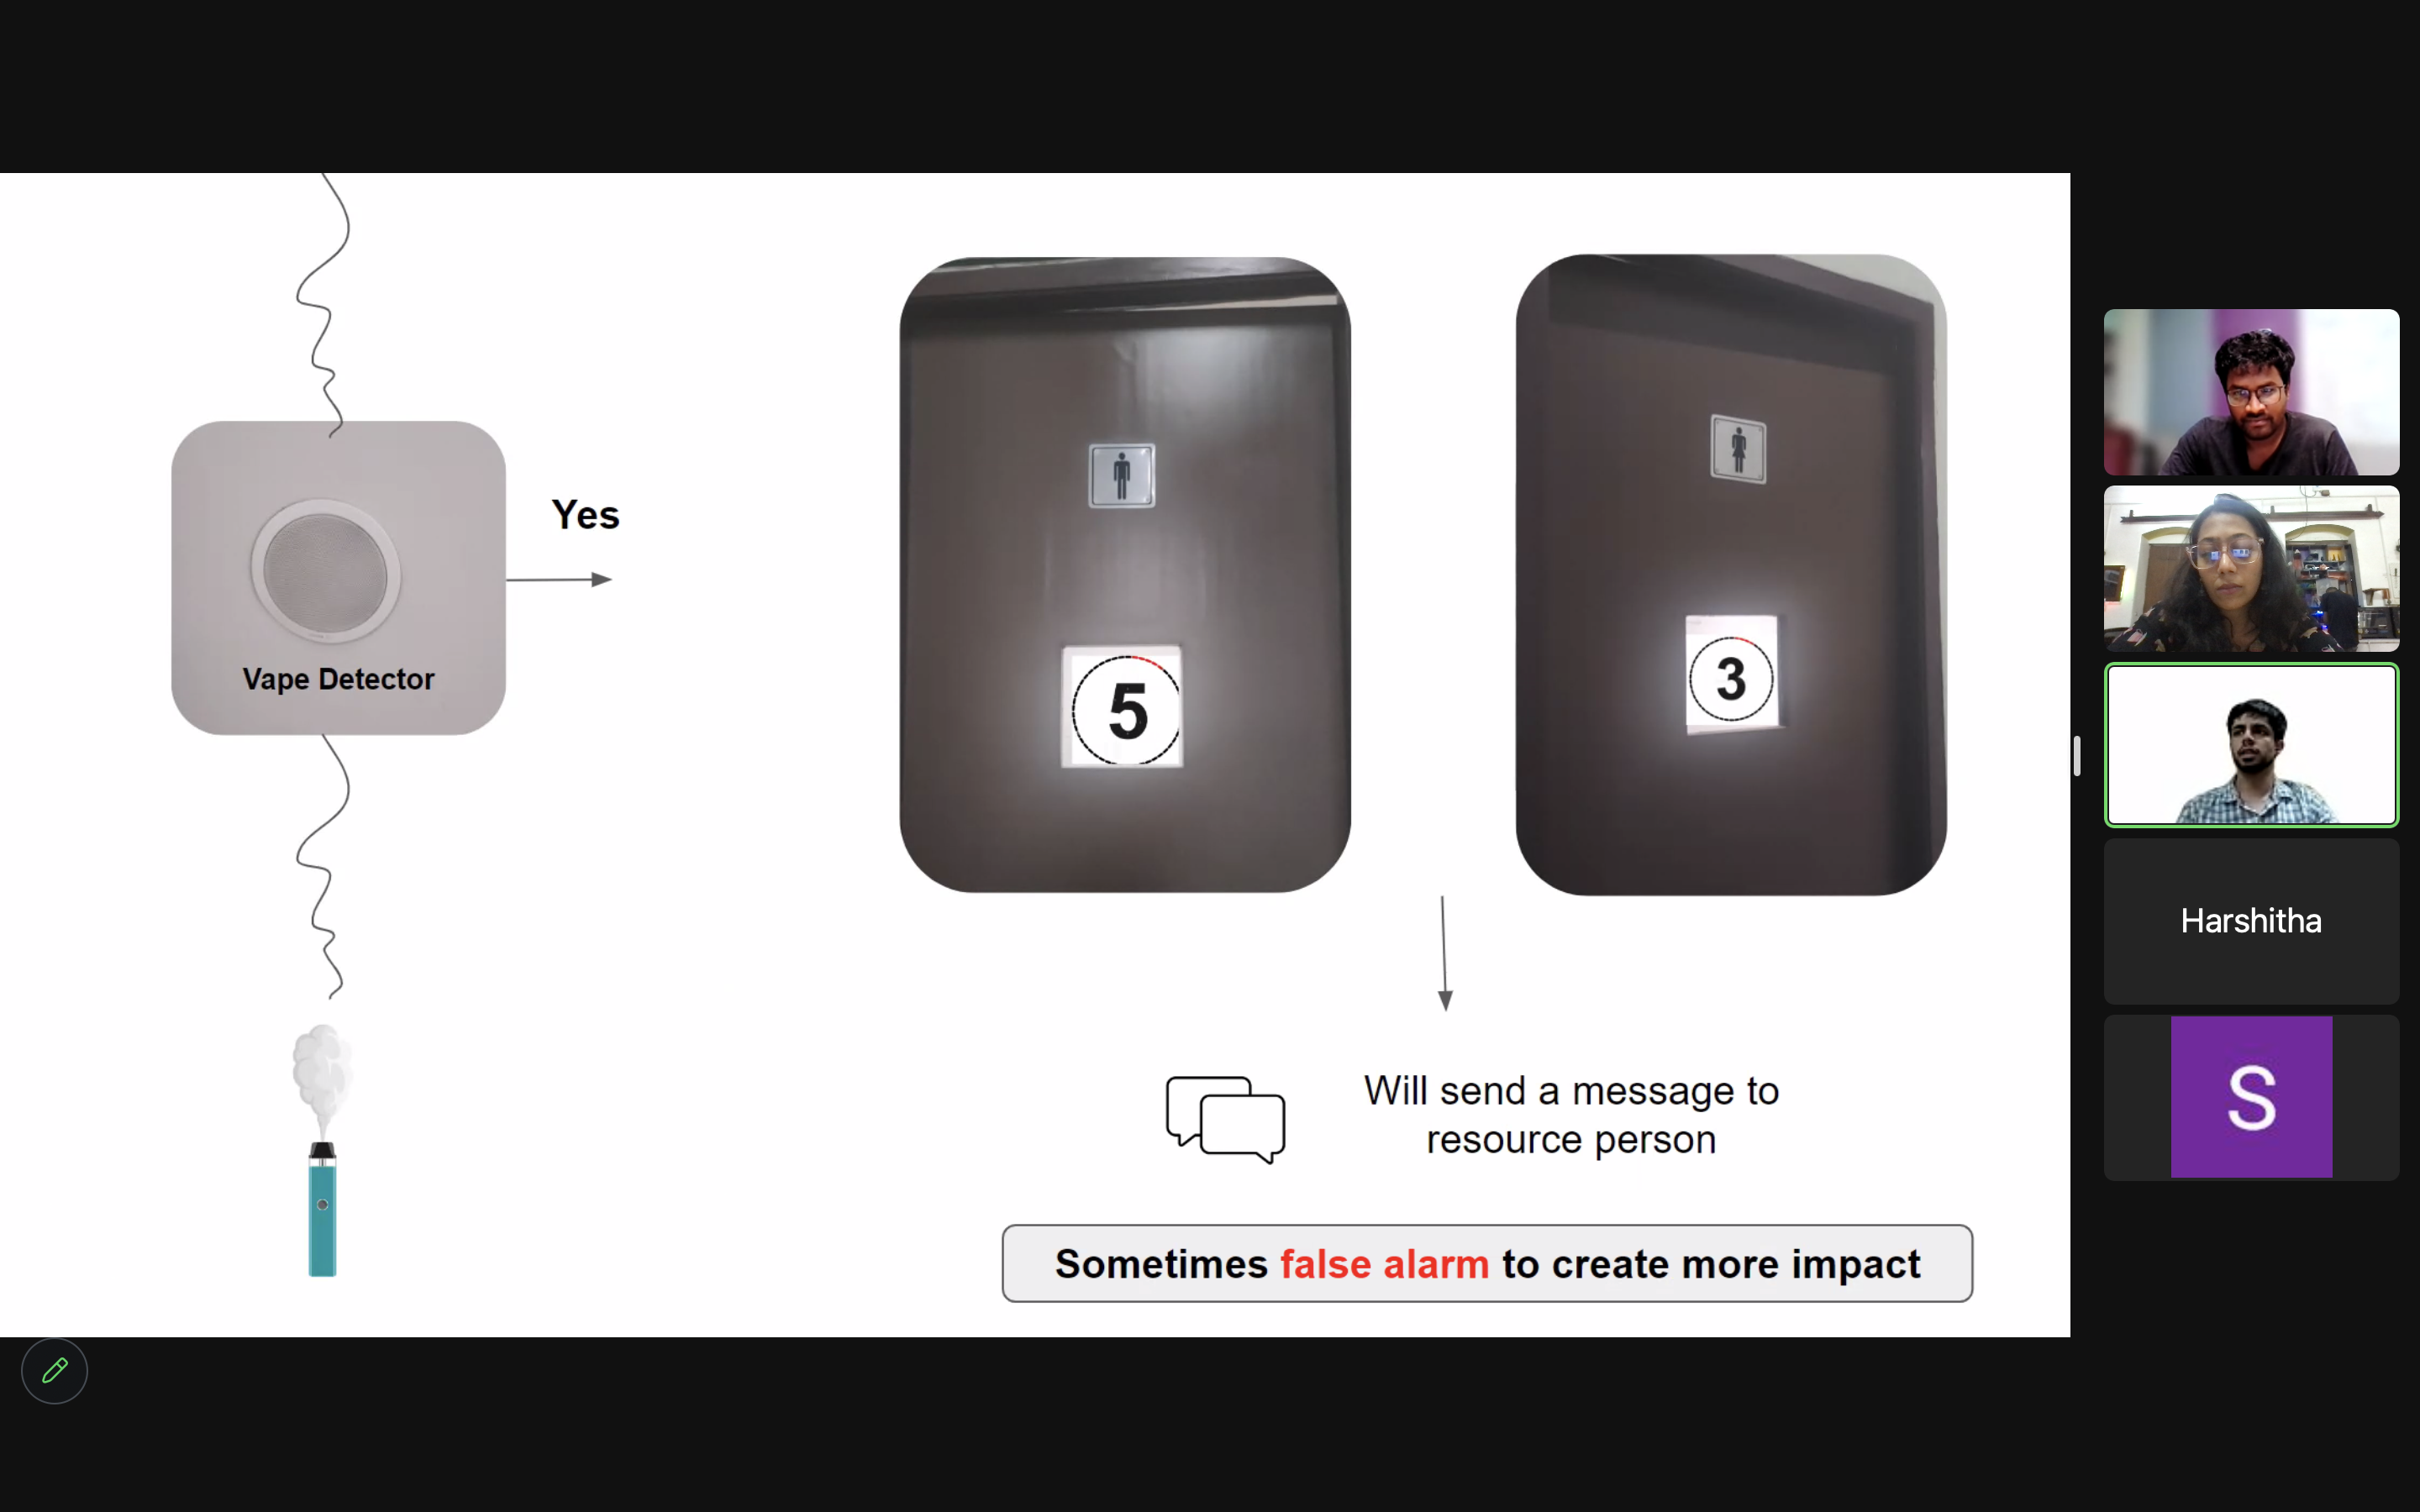 Yes
Vape Detector
5
3
Will send a message to
resource person
Sometimes false alarm to create more impact
Harshitha
S